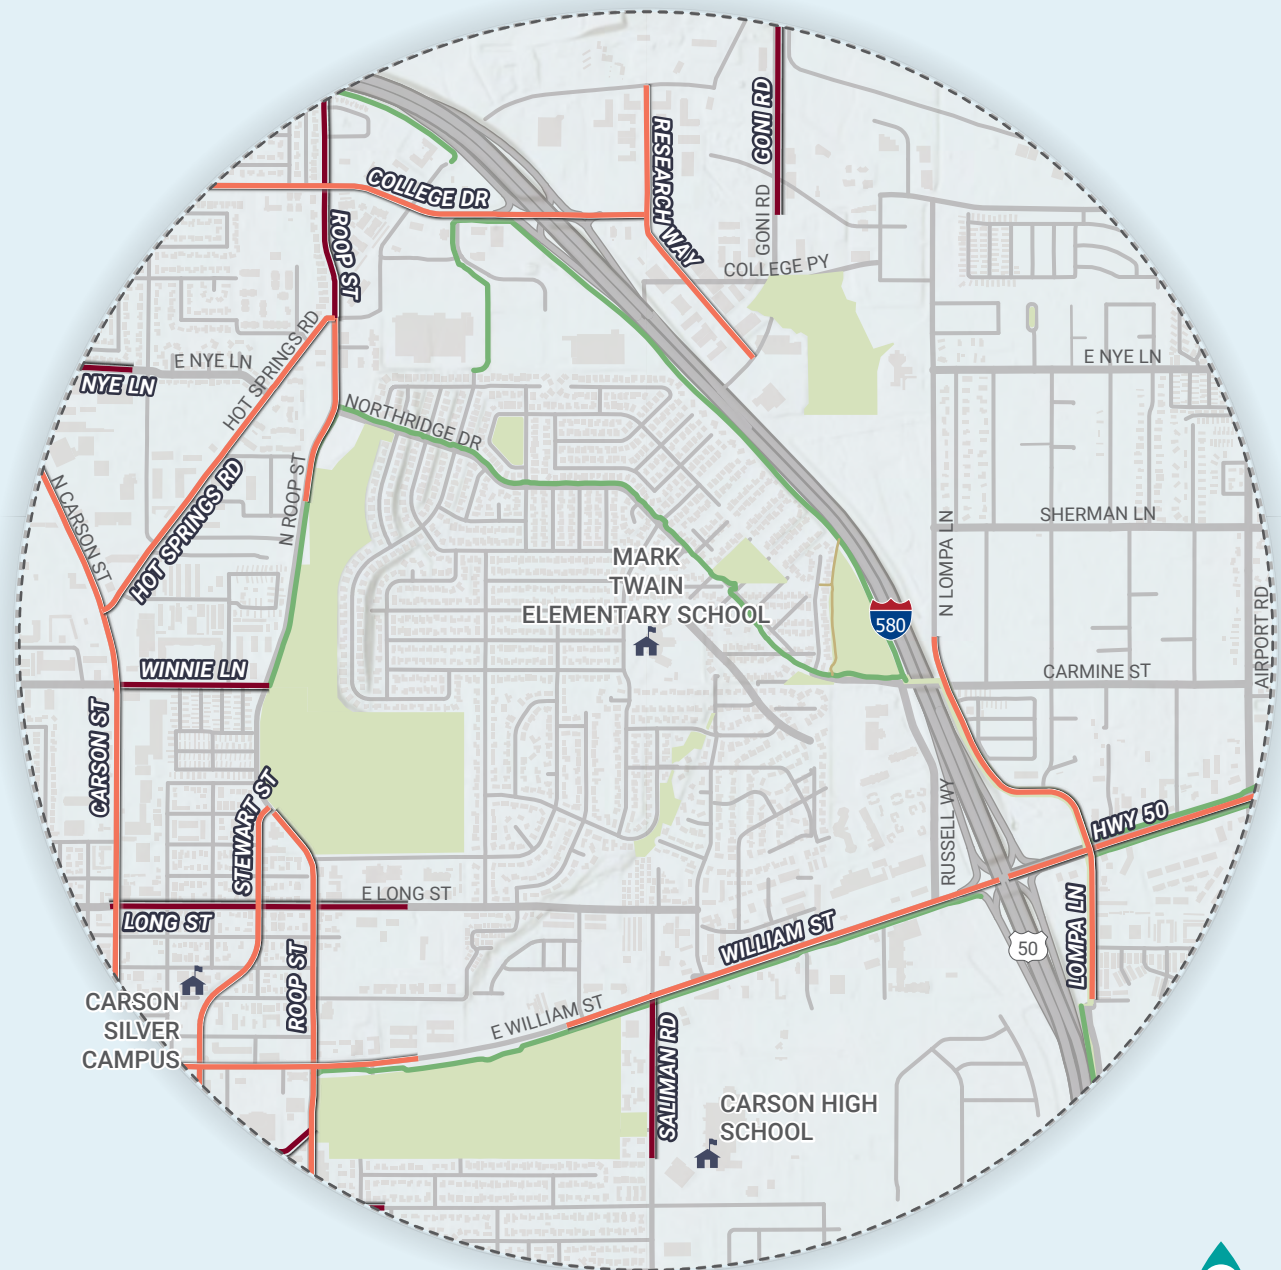 GONI RD
RESEARCH WAY
COLLEGE DR
GONI RD
ROOP ST
COLLEGE PY
HOT SPRINGS RD
E NYE LN
E NYE LN
NYE LN
NORTHRIDGE DR
N ROOP ST
N CARSON ST
HOT SPRINGS RD
SHERMAN LN
N LOMPA LN
MARK
TWAIN
ELEMENTARY SCHOOL
580
AIRPORT RD
WINNIE LN
CARMINE ST
CARSON ST
STEWART ST
RUSSELL WY
HWY 50
E LONG ST
LONG ST
WILLIAM ST
LOMPA LN
50
ROOP ST
CARSON
SILVER
CAMPUS
E WILLIAM ST
SALIMAN RD
CARSON HIGH
SCHOOL